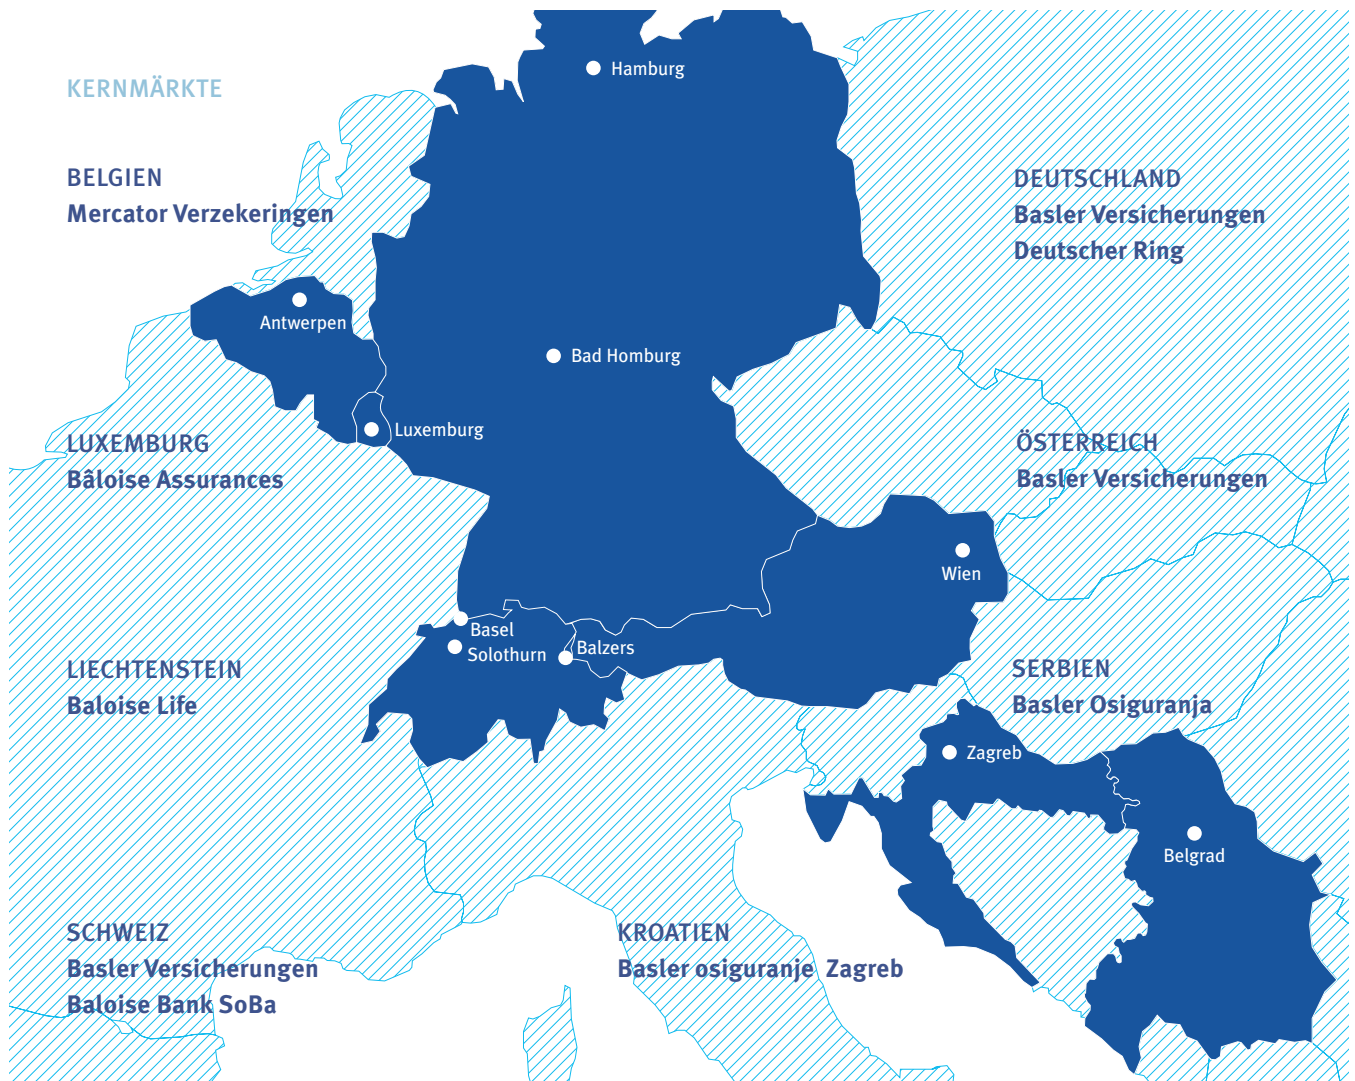 KERNMÄRKTE
BELGIEN
Mercator Verzekeringen
DEUTSCHLAND
Basler Versicherungen
Deutscher Ring
LUXEMBURG
Bâloise Assurances
ÖSTERREICH
Basler Versicherungen
LIECHTENSTEIN
Baloise Life
SERBIEN
Basler Osiguranja
SCHWEIZ
Basler Versicherungen
Baloise Bank SoBa
KROATIEN
Basler osiguranje Zagreb
Hamburg
Antwerpen
Bad Homburg
Luxemburg
Wien
Basel
Solothurn
Balzers
Zagreb
Belgrad